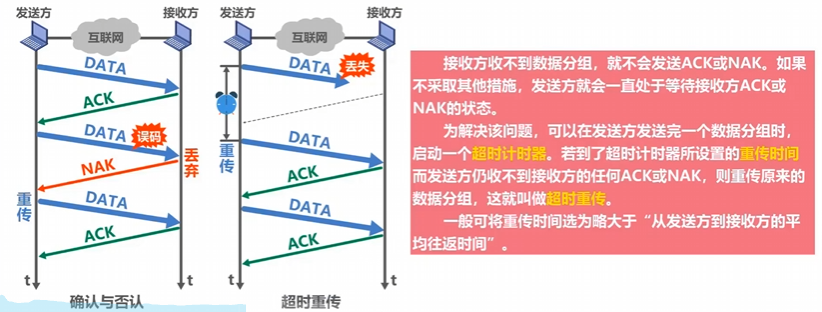 发送方
接收方
互联网
DATA
ACK
DATA
误码
NAK
丢弃
重传
DATA
ACK
t
t
确认与否认
发送方
接收方
互联网
DATA
丢失
重传
DATA
ACK
DATA
ACK
t
t
超时重传
接收方收不到数据分组，就不会发送ACK或NAK。如果
不采取其他措施，发送方就会一直处于等待接收方ACK或
NAK的状态。
为解决该问题，可以在发送方发送完一个数据分组时，
启动一个超时计时器。若到了超时计时器所设置的重传时间
而发送方仍收不到接收方的任何ACK或NAK，则重传原来的
数据分组，这就叫做超时重传。
一般可将重传时间选为略大于“从发送方到接收方的平
均往返时间”。